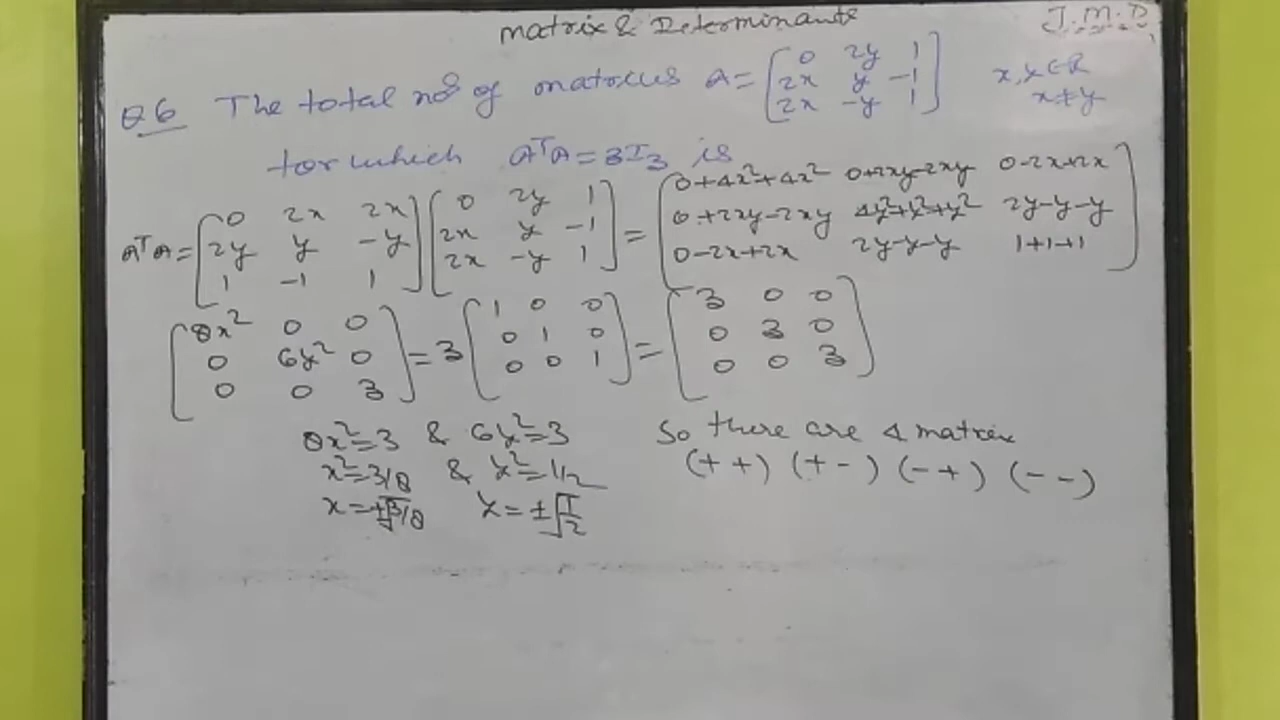 matrix & Determinants
J.M.D
Q6 The total nos of matrices A = [0 2y 1; 2x y -1; 2x -y 1] x, y ∈ R
x ≠ y
for which AᵀA = 3I₃ is
AᵀA = [0 2x 2x; 2y y -y; 1 -1 1] [0 2y 1; 2x y -1; 2x -y 1] = [0+4x²+4x² 0+2xy-2xy 0-2x+2x; 0+2xy-2xy 4y²+y²+y² 2y-y-y; 0-2x+2x 2y-y-y 1+1+1]
[8x² 0 0; 0 6y² 0; 0 0 3] = 3 [1 0 0; 0 1 0; 0 0 1] = [3 0 0; 0 3 0; 0 0 3]
8x²=3 & 6y²=3 So there are 4 matrix
x²=3/8 & y²=1/2 (+ +) (+ -) (- +) (- -)
x=±√3/8 y=±√1/2